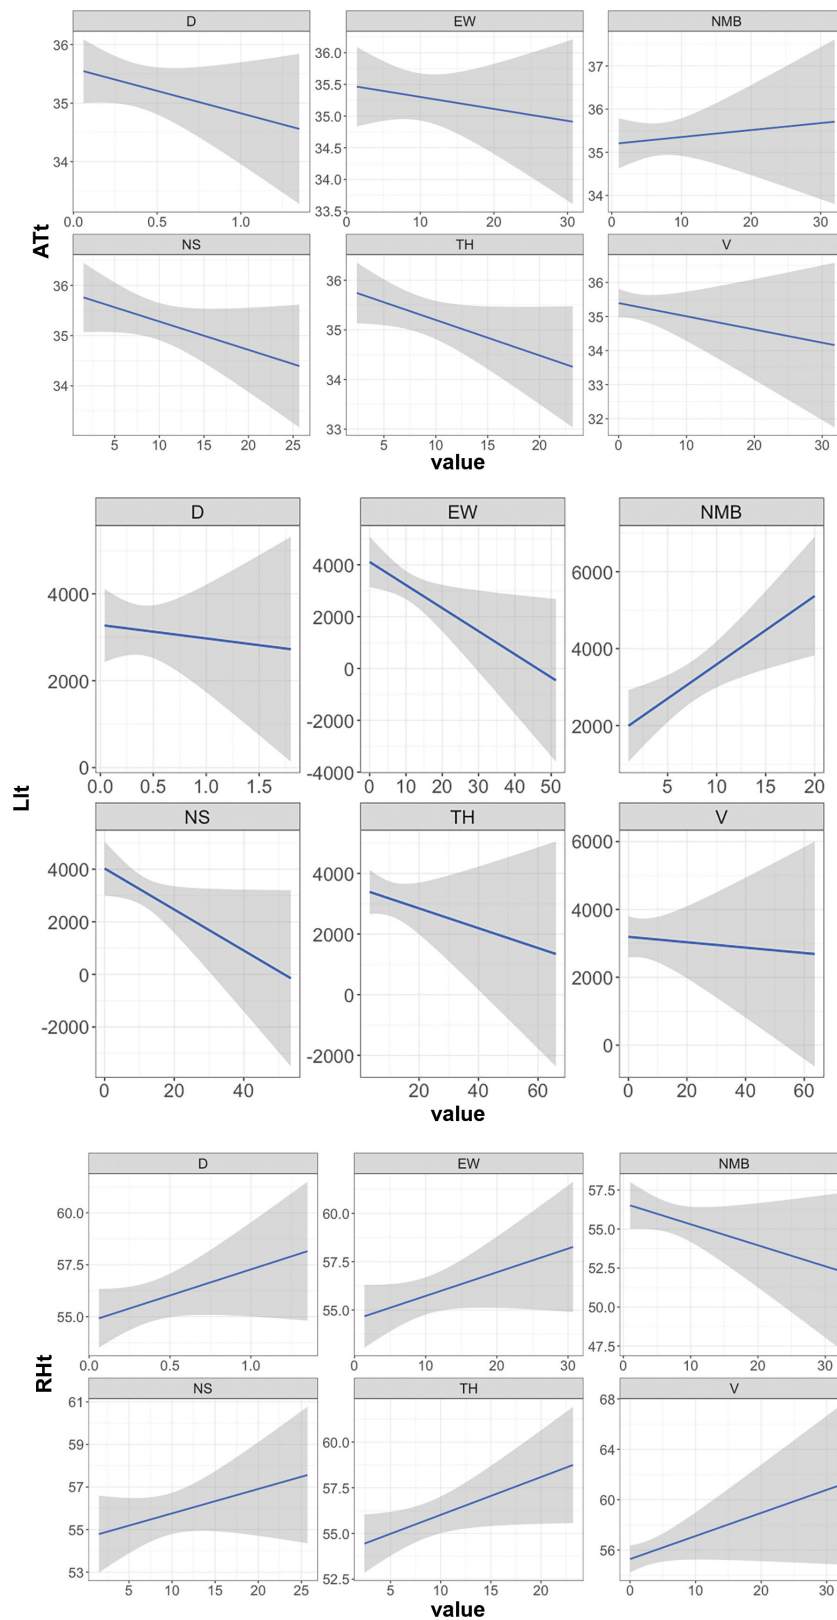 D EW NMB
36 35 34
36.0 35.5 35.0 34.5 34.0 33.5
37 36 35 34
0.0 0.5 1.0
0 10 20 30
0 10 20 30
ATt
NS TH V
36 35 34
36 35 34 33
36 35 34 33 32
5 10 15 20 25
5 10 15 20
0 10 20 30
value
D EW NMB
4000 2000 0
4000 2000 0 -2000 -4000
6000 4000 2000
0.0 0.5 1.0 1.5
0 10 20 30 40 50
5 10 15 20
LIt
NS TH V
4000 2000 0 -2000
4000 2000 0 -2000
6000 4000 2000 0
0 20 40
20 40 60
0 20 40 60
value
D EW NMB
60.0 57.5 55.0
60.0 57.5 55.0
57.5 55.0 52.5 50.0 47.5
0.0 0.5 1.0
0 10 20 30
0 10 20 30
RHt
NS TH V
61 59 57 55 53
60.0 57.5 55.0 52.5
68 64 60 56
5 10 15 20 25
5 10 15 20
0 10 20 30
value